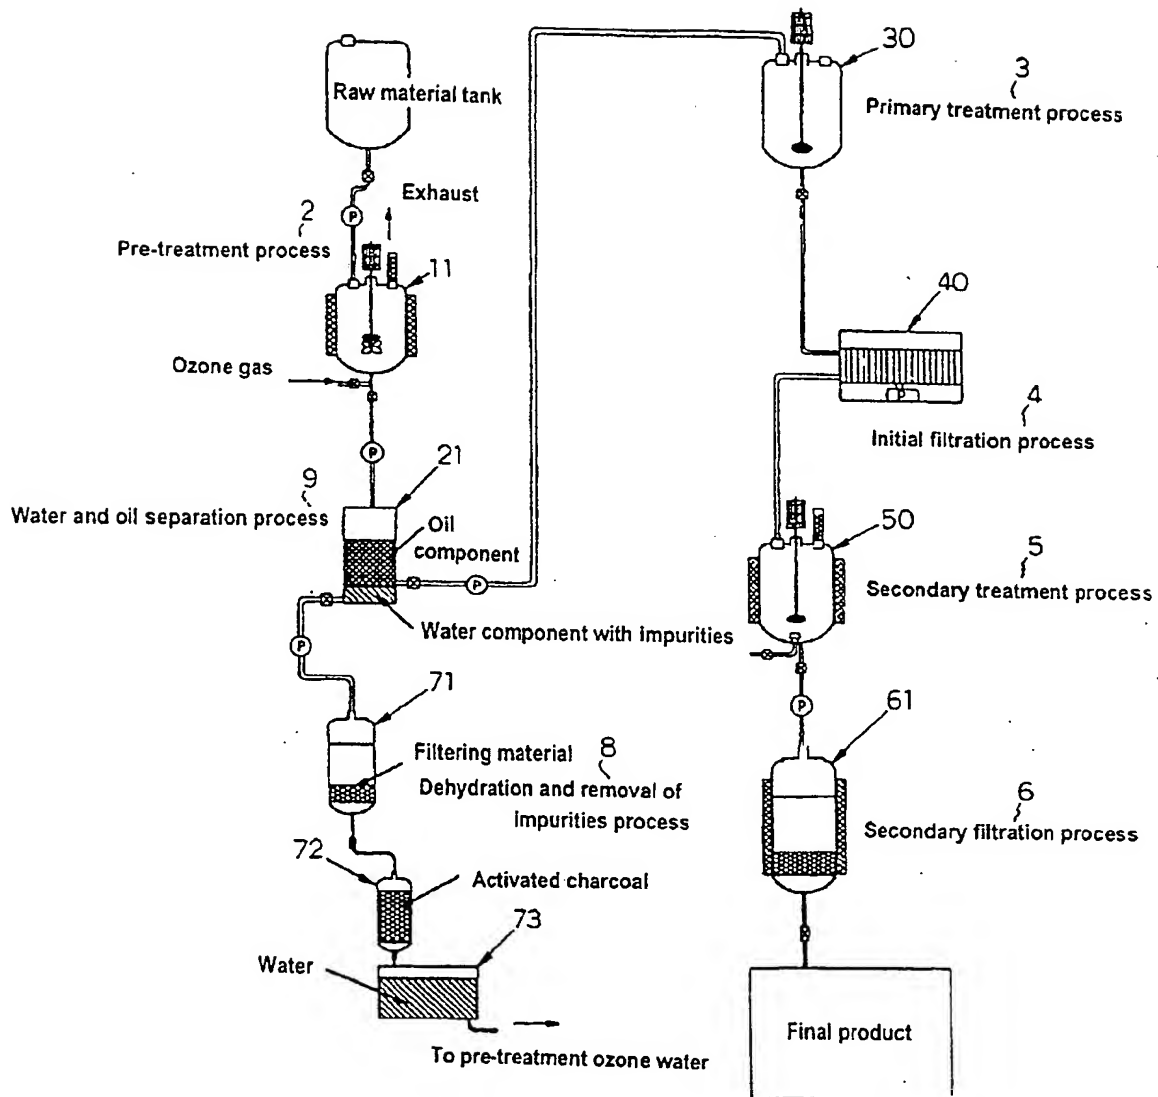 30
Raw material tank
3
Primary treatment process
Exhaust
2
P
Pre-treatment process
11
40
Ozone gas
4
Initial filtration process
P
21
9
Water and oil separation process
Oil
component
50
5
P
Secondary treatment process
Water component with impurities
P
71
P
61
Filtering material
8
Dehydration and removal of
impurities process
6
Secondary filtration process
72
Activated charcoal
73
Water
Final product
To pre-treatment ozone water